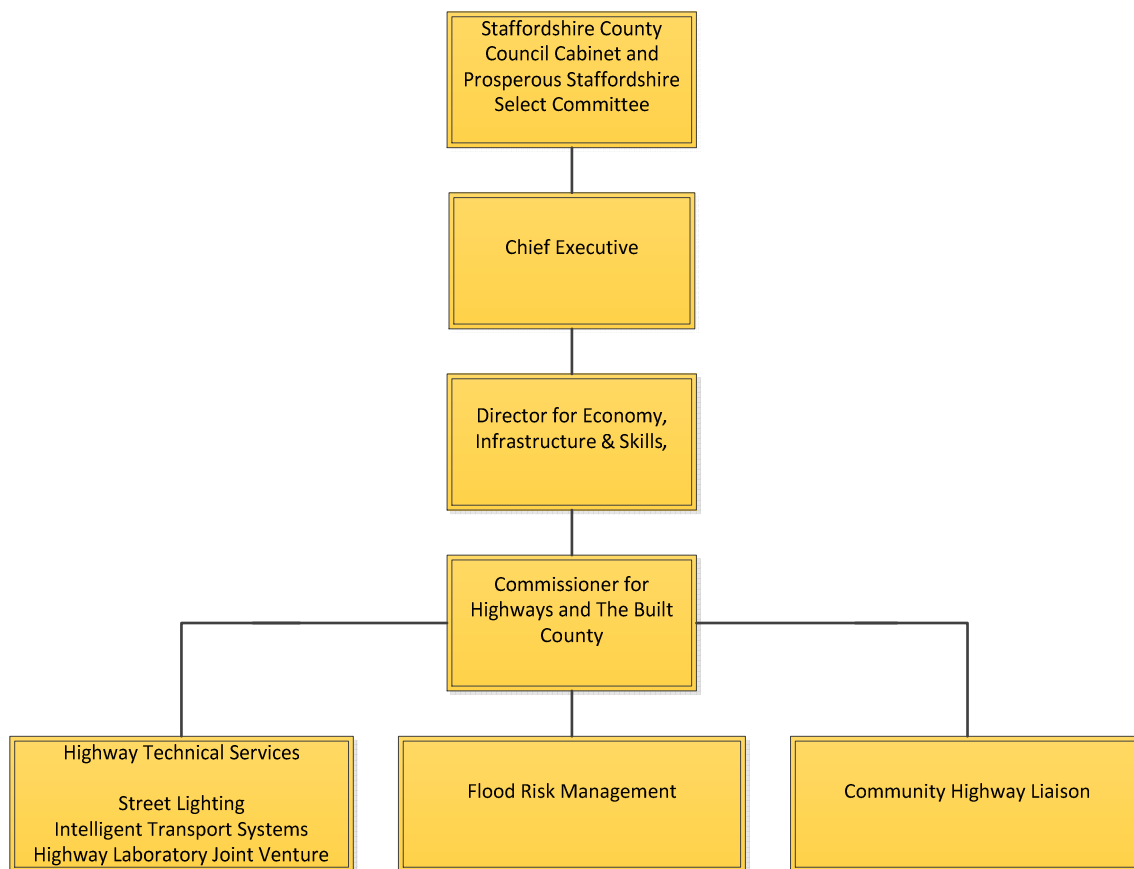 Staffordshire County
Council Cabinet and
Prosperous Staffordshire
Select Committee
Chief Executive
Director for Economy,
Infrastructure & Skills,
Commissioner for
Highways and The Built
County
Highway Technical Services
Street Lighting
Intelligent Transport Systems
Highway Laboratory Joint Venture
Flood Risk Management
Community Highway Liaison